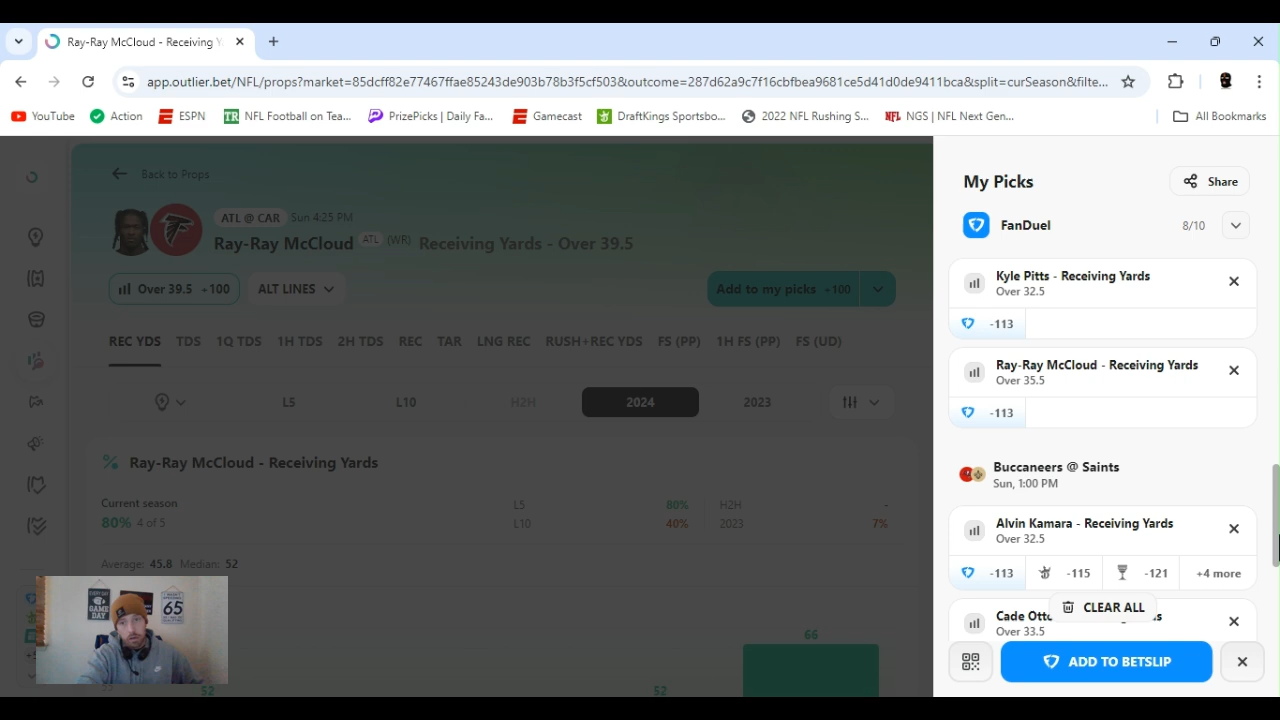 Ray-Ray McCloud - Receiving Y
app.outlier.bet/NFL/props?market=85dcff82e77467ffae85243de903b78b3f5cf503&outcome=287d62a9c7f16cbfbea9681ce5d41d0de9411bca&split=curSeason&filte...
YouTube
Action
ESPN
NFL Football on Tea...
PrizePicks | Daily Fa...
Gamecast
DraftKings Sportsbo...
2022 NFL Rushing S...
NGS | NFL Next Gen...
All Bookmarks
Back to Props
ATL @ CAR Sun 4:25 PM
Ray-Ray McCloud ATL (WR) Receiving Yards - Over 39.5
Over 39.5 +100
ALT LINES
Add to my picks +100
REC YDS TDS 1Q TDS 1H TDS 2H TDS REC TAR LNG REC RUSH+REC YDS FS (PP) 1H FS (PP) FS (UD)
L5 L10 H2H 2024 2023
Ray-Ray McCloud - Receiving Yards
Current season
80% 4 of 5
L5 80%
L10 40%
H2H -
2023 7%
Average: 45.8 Median: 52
52
52
66
GAME DAY
65
My Picks
Share
FanDuel
8/10
Kyle Pitts - Receiving Yards
Over 32.5
-113
Ray-Ray McCloud - Receiving Yards
Over 35.5
-113
Buccaneers @ Saints
Sun, 1:00 PM
Alvin Kamara - Receiving Yards
Over 32.5
-113 -115 -121 +4 more
Cade Otto
Over 33.5
CLEAR ALL
ADD TO BETSLIP